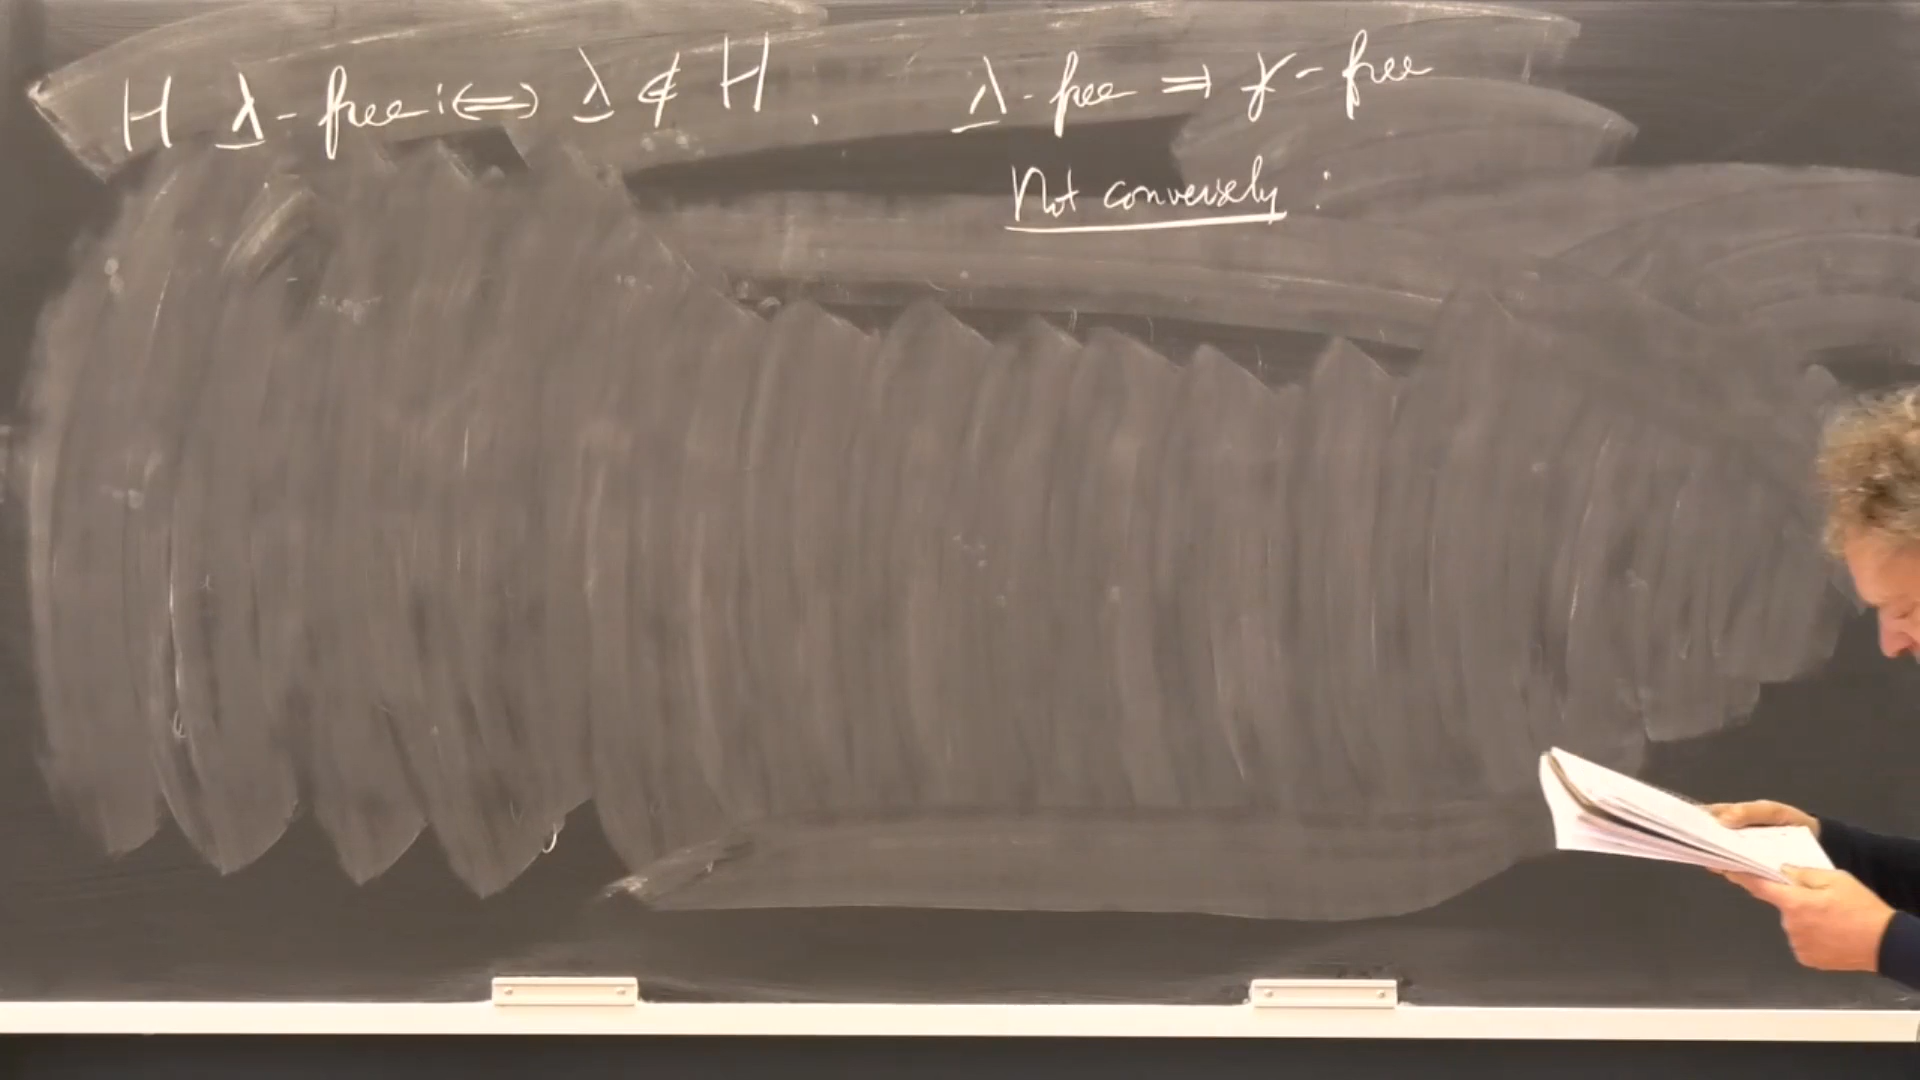 H λ-free :⟺ λ ∉ H. λ-free ⟹ γ-free
Not conversely: